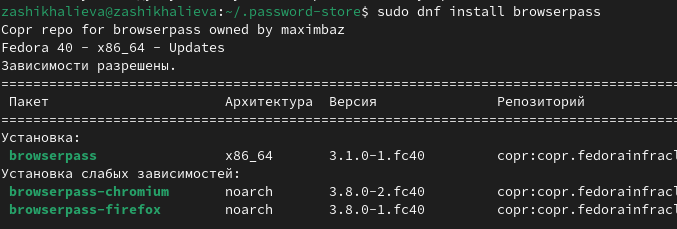 zashikhalieva@zashikhalieva:~/.password-store$ sudo dnf install browserpass
Copr repo for browserpass owned by maximbaz
Fedora 40 - x86_64 - Updates
Зависимости разрешены.
================================================================================
Пакет Архитектура Версия Репозиторий
================================================================================
Установка:
browserpass x86_64 3.1.0-1.fc40 copr:copr.fedorainfracl
Установка слабых зависимостей:
browserpass-chromium noarch 3.8.0-2.fc40 copr:copr.fedorainfracl
browserpass-firefox noarch 3.8.0-1.fc40 copr:copr.fedorainfracl